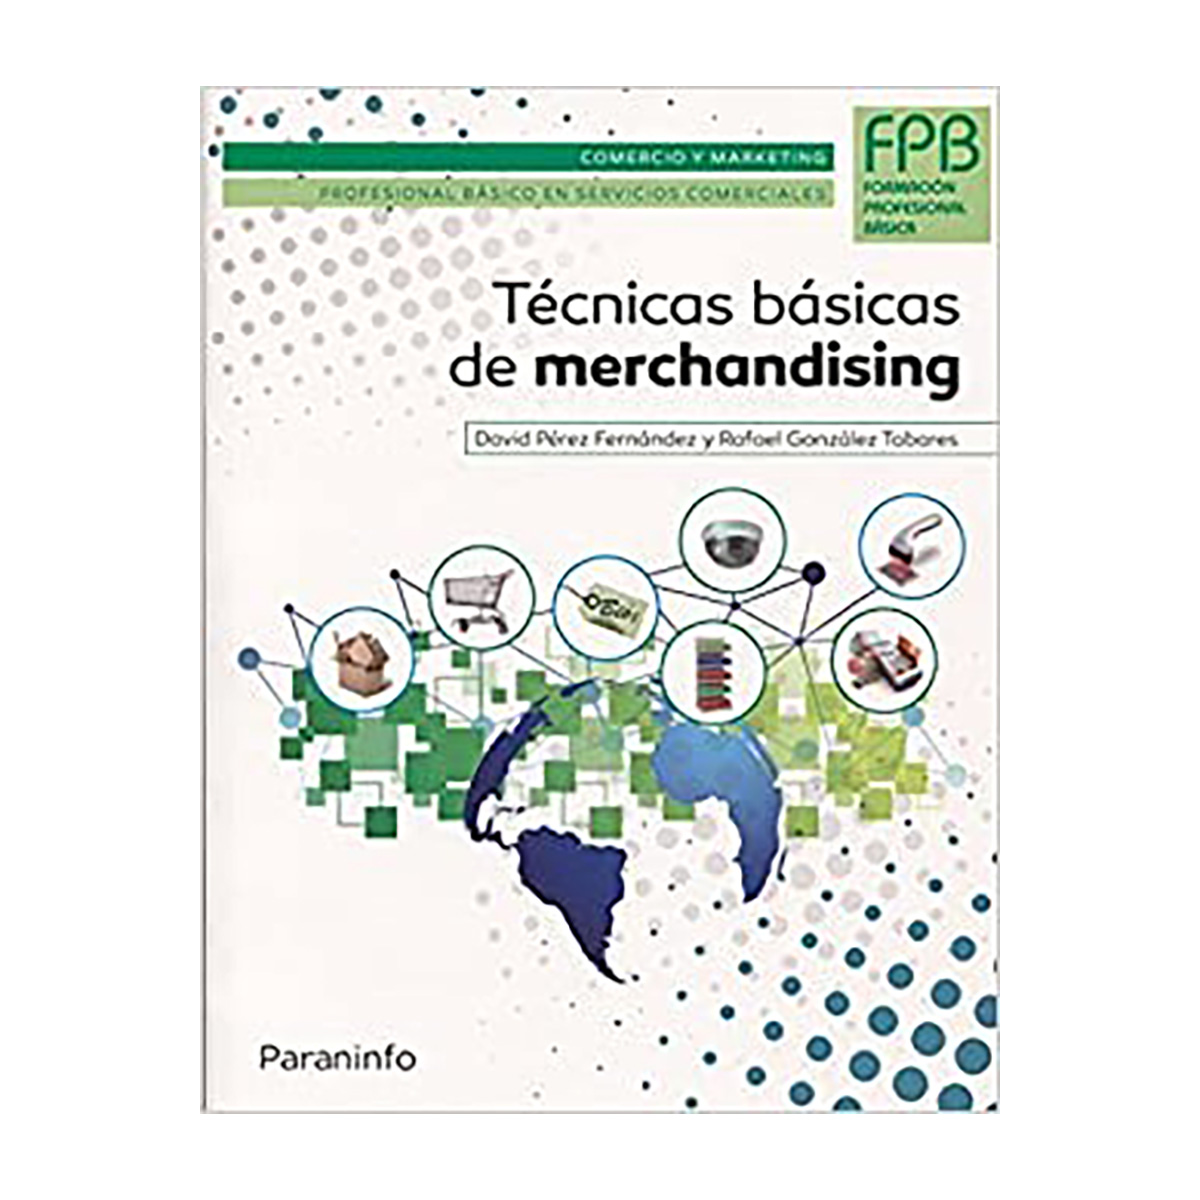 COMERCIO Y MARKETING
PROFESIONAL BÁSICO EN SERVICIOS COMERCIALES
FPB
FORMACIÓN
PROFESIONAL
BÁSICA
Técnicas básicas
de merchandising
David Pérez Fernández y Rafael González Tabares
Paraninfo